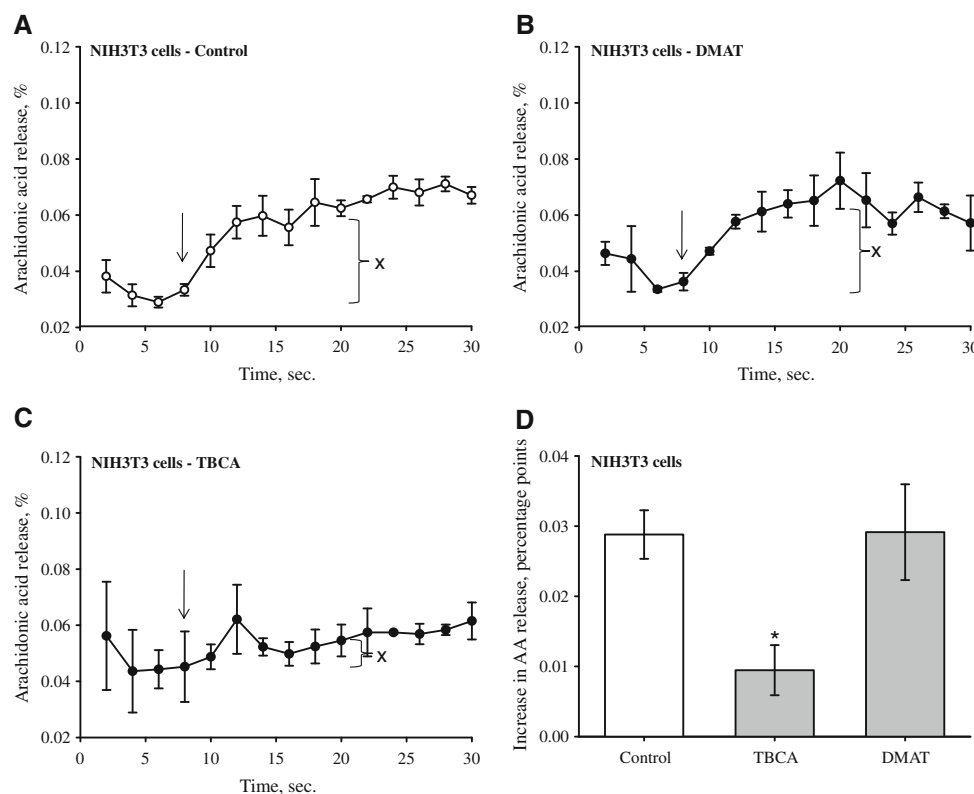 A
NIH3T3 cells - Control
Arachidonic acid release, %
0.12
0.10
0.08
0.06
0.04
0.02
X
0 5 10 15 20 25 30
Time, sec.
B
NIH3T3 cells - DMAT
Arachidonic acid release, %
0.12
0.10
0.08
0.06
0.04
0.02
X
0 5 10 15 20 25 30
Time, sec.
C
NIH3T3 cells - TBCA
Arachidonic acid release, %
0.12
0.10
0.08
0.06
0.04
0.02
X
0 5 10 15 20 25 30
Time, sec.
D
NIH3T3 cells
Increase in AA release, percentage points
0.04
0.03
0.02
0.01
0.00
*
Control TBCA DMAT